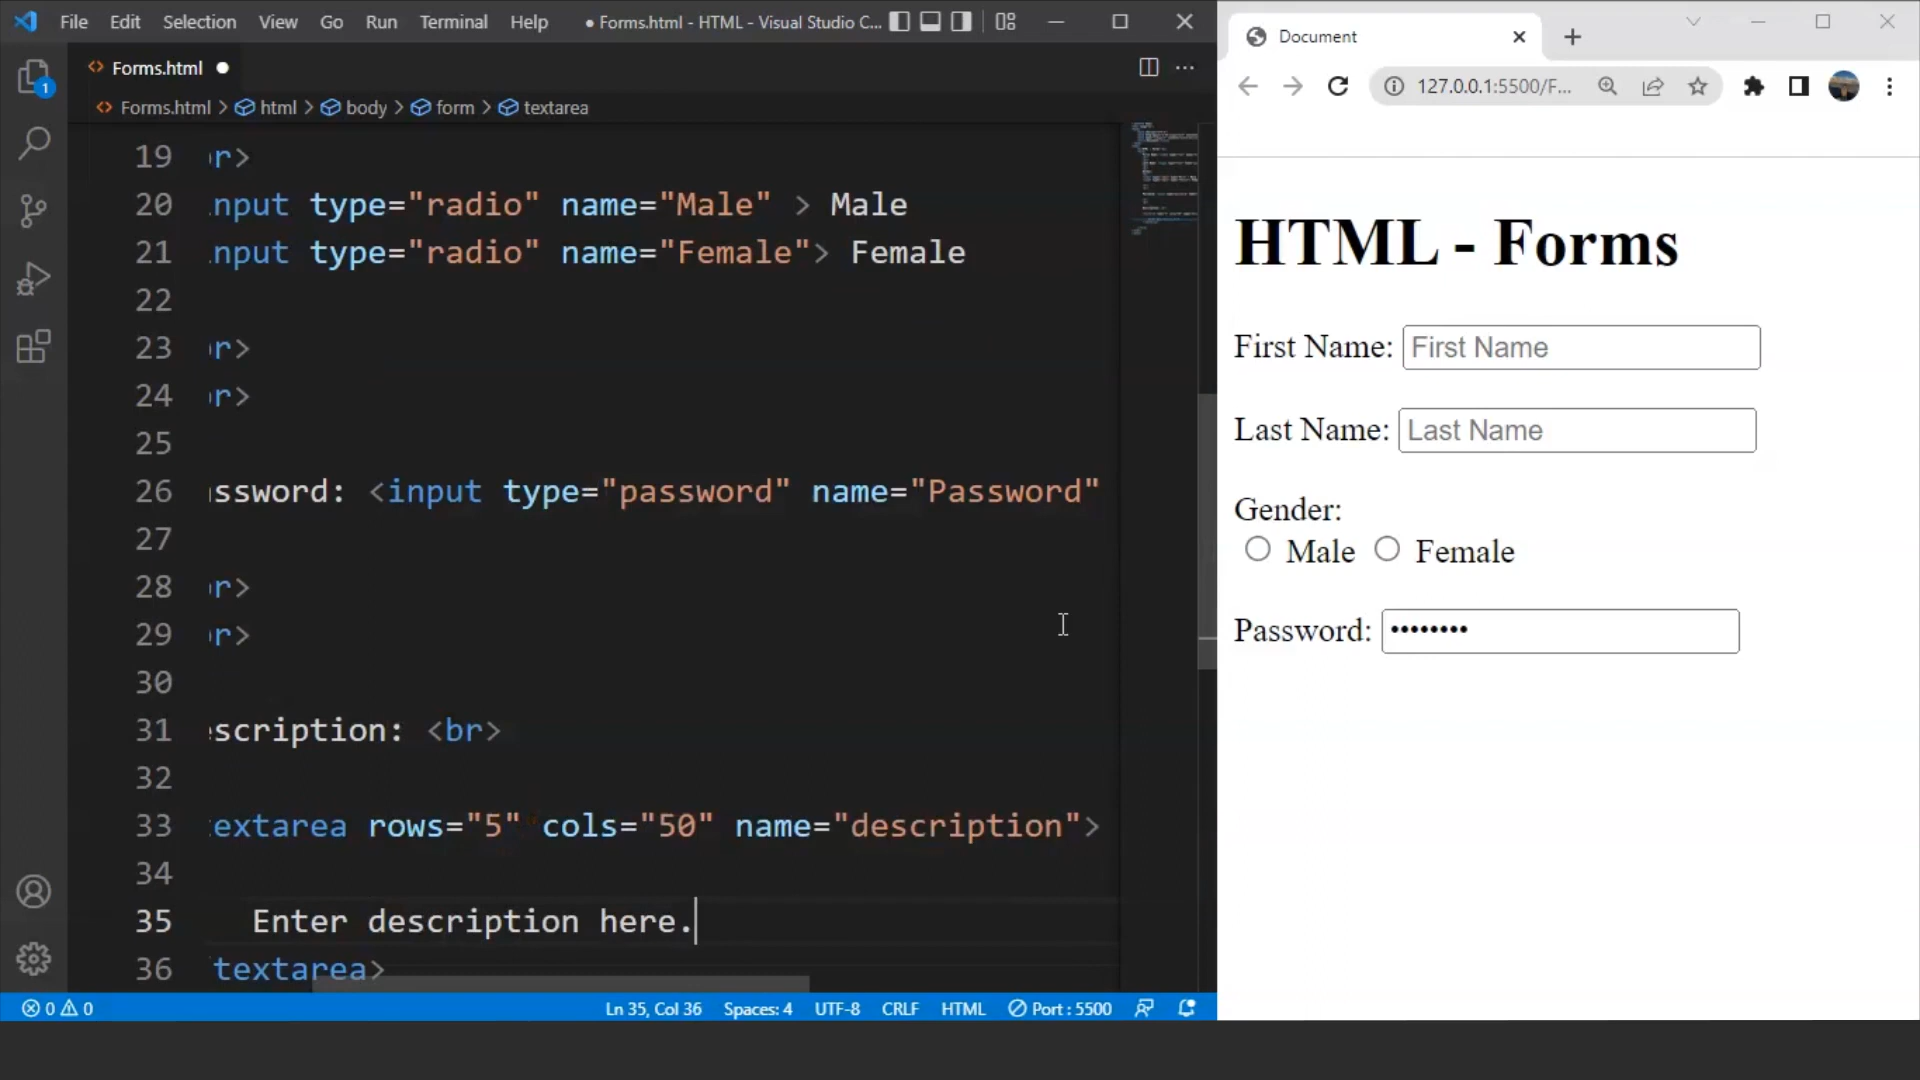 File Edit Selection View Go Run Terminal Help ● Forms.html - HTML - Visual Studio C...
Forms.html ●
Forms.html > html > body > form > textarea
19 r>
20 nput type="radio" name="Male" > Male
21 nput type="radio" name="Female"> Female
22
23 r>
24 r>
25
26 ssword: <input type="password" name="Password"
27
28 r>
29 r>
30
31 scription: <br>
32
33 extarea rows="5" cols="50" name="description">
34
35 Enter description here.
36 textarea>
1
0 0
Ln 35, Col 36 Spaces: 4 UTF-8 CRLF HTML Port : 5500
Document
127.0.0.1:5500/F...
HTML - Forms
First Name: First Name
Last Name: Last Name
Gender:
Male Female
Password: ••••••••